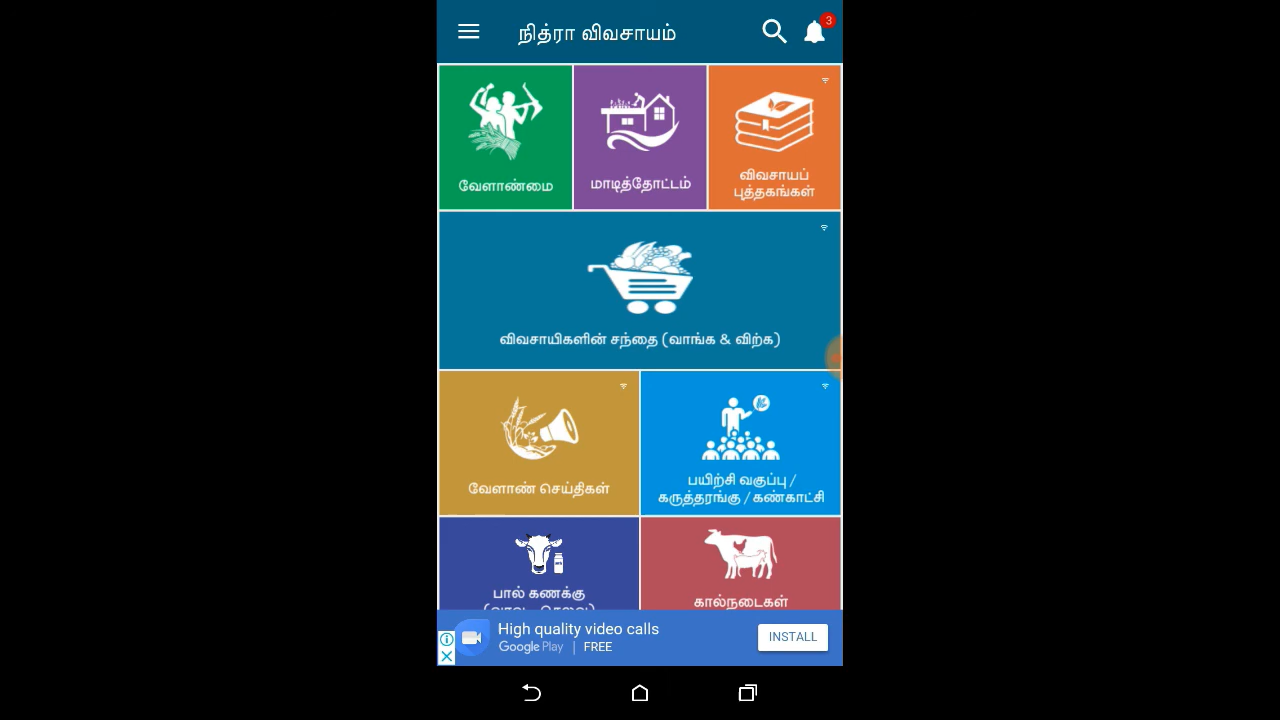 நித்ரா விவசாயம்
3
வேளாண்மை
மாடித்தோட்டம்
விவசாயப்
புத்தகங்கள்
விவசாயிகளின் சந்தை (வாங்க & விற்க)
வேளாண் செய்திகள்
பயிற்சி வகுப்பு /
கருத்தரங்கு / கண்காட்சி
பால் கணக்கு
கால்நடைகள்
High quality video calls
Google Play | FREE
INSTALL